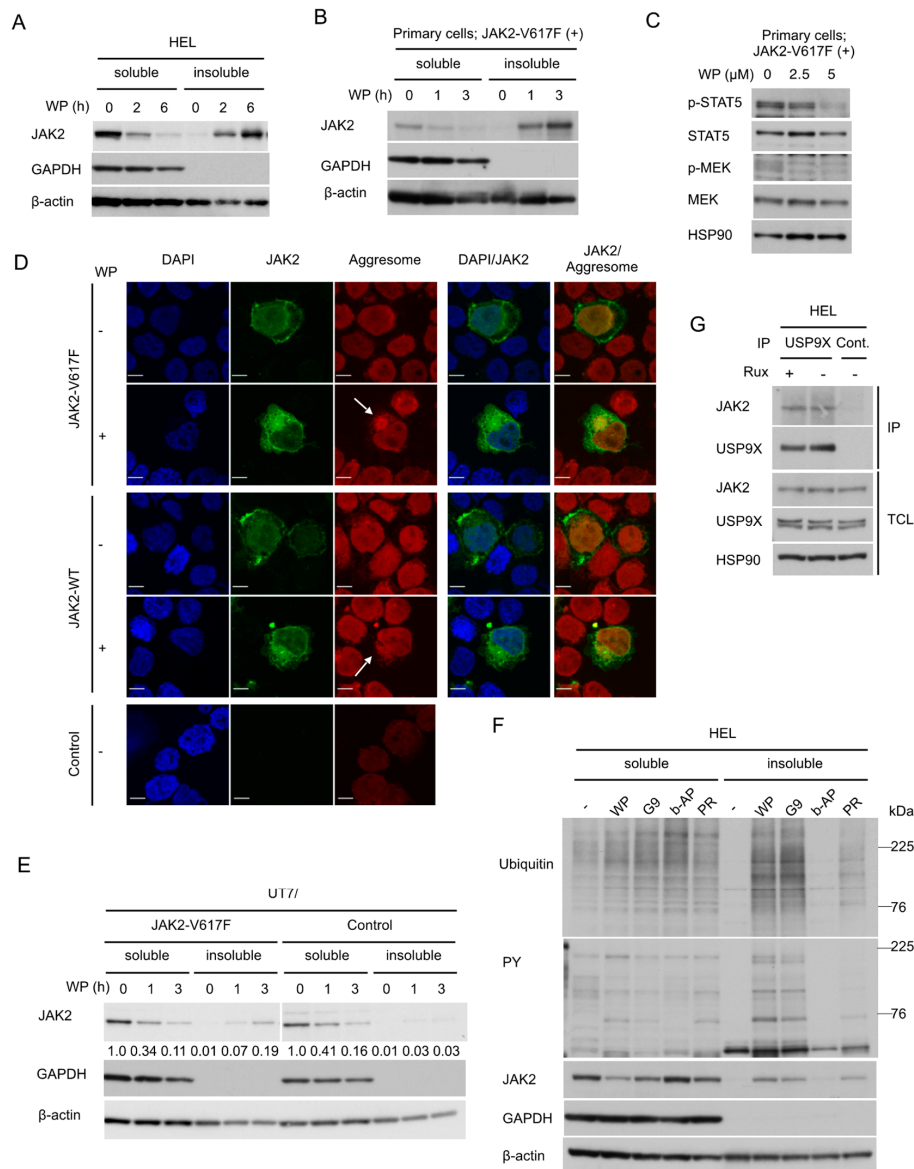 A
HEL
soluble insoluble
WP (h) 0 2 6 0 2 6
JAK2
GAPDH
β-actin
B
Primary cells; JAK2-V617F (+)
soluble insoluble
WP (h) 0 1 3 0 1 3
JAK2
GAPDH
β-actin
C
Primary cells;
JAK2-V617F (+)
WP (μM) 0 2.5 5
p-STAT5
STAT5
p-MEK
MEK
HSP90
D
WP DAPI JAK2 Aggresome DAPI/JAK2 JAK2/
Aggresome
JAK2-V617F
-
+
JAK2-WT
-
+
Control
-
E
UT7/
JAK2-V617F Control
soluble insoluble soluble insoluble
WP (h) 0 1 3 0 1 3 0 1 3 0 1 3
JAK2
1.0 0.34 0.11 0.01 0.07 0.19 1.0 0.41 0.16 0.01 0.03 0.03
GAPDH
β-actin
G
HEL
IP USP9X Cont.
Rux + - -
JAK2
USP9X
IP
JAK2
USP9X
HSP90
TCL
F
HEL
soluble insoluble
- WP G9 b-AP PR - WP G9 b-AP PR kDa
Ubiquitin
225
76
PY
225
76
JAK2
GAPDH
β-actin